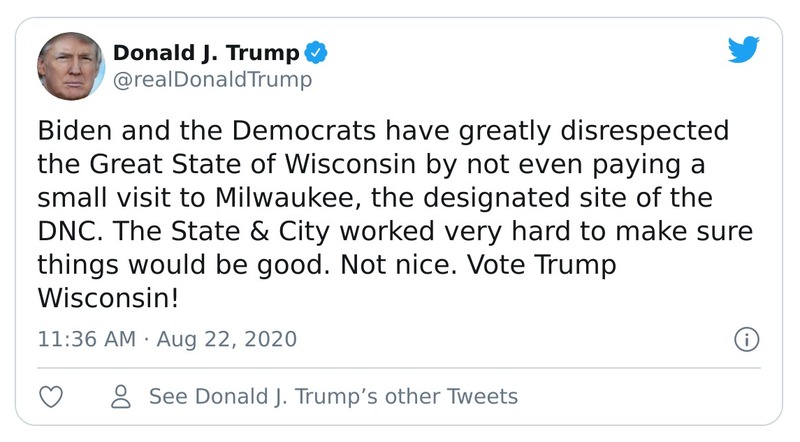 Donald J. Trump
@realDonaldTrump
Biden and the Democrats have greatly disrespected
the Great State of Wisconsin by not even paying a
small visit to Milwaukee, the designated site of the
DNC. The State & City worked very hard to make sure
things would be good. Not nice. Vote Trump
Wisconsin!
11:36 AM · Aug 22, 2020
See Donald J. Trump’s other Tweets